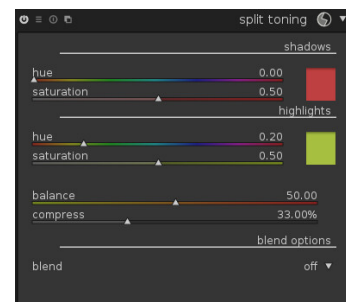 split toning
shadows
hue 0.00
saturation 0.50
highlights
hue 0.20
saturation 0.50
balance 50.00
compress 33.00%
blend options
blend off